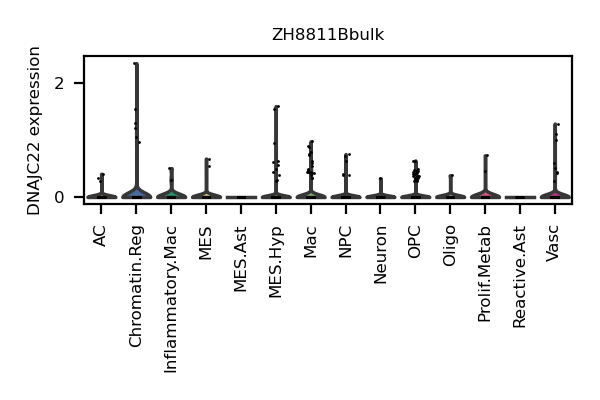 ZH8811Bbulk
DNAJC22 expression
2
0
AC
Chromatin.Reg
Inflammatory.Mac
MES
MES.Ast
MES.Hyp
Mac
NPC
Neuron
OPC
Oligo
Prolif.Metab
Reactive.Ast
Vasc